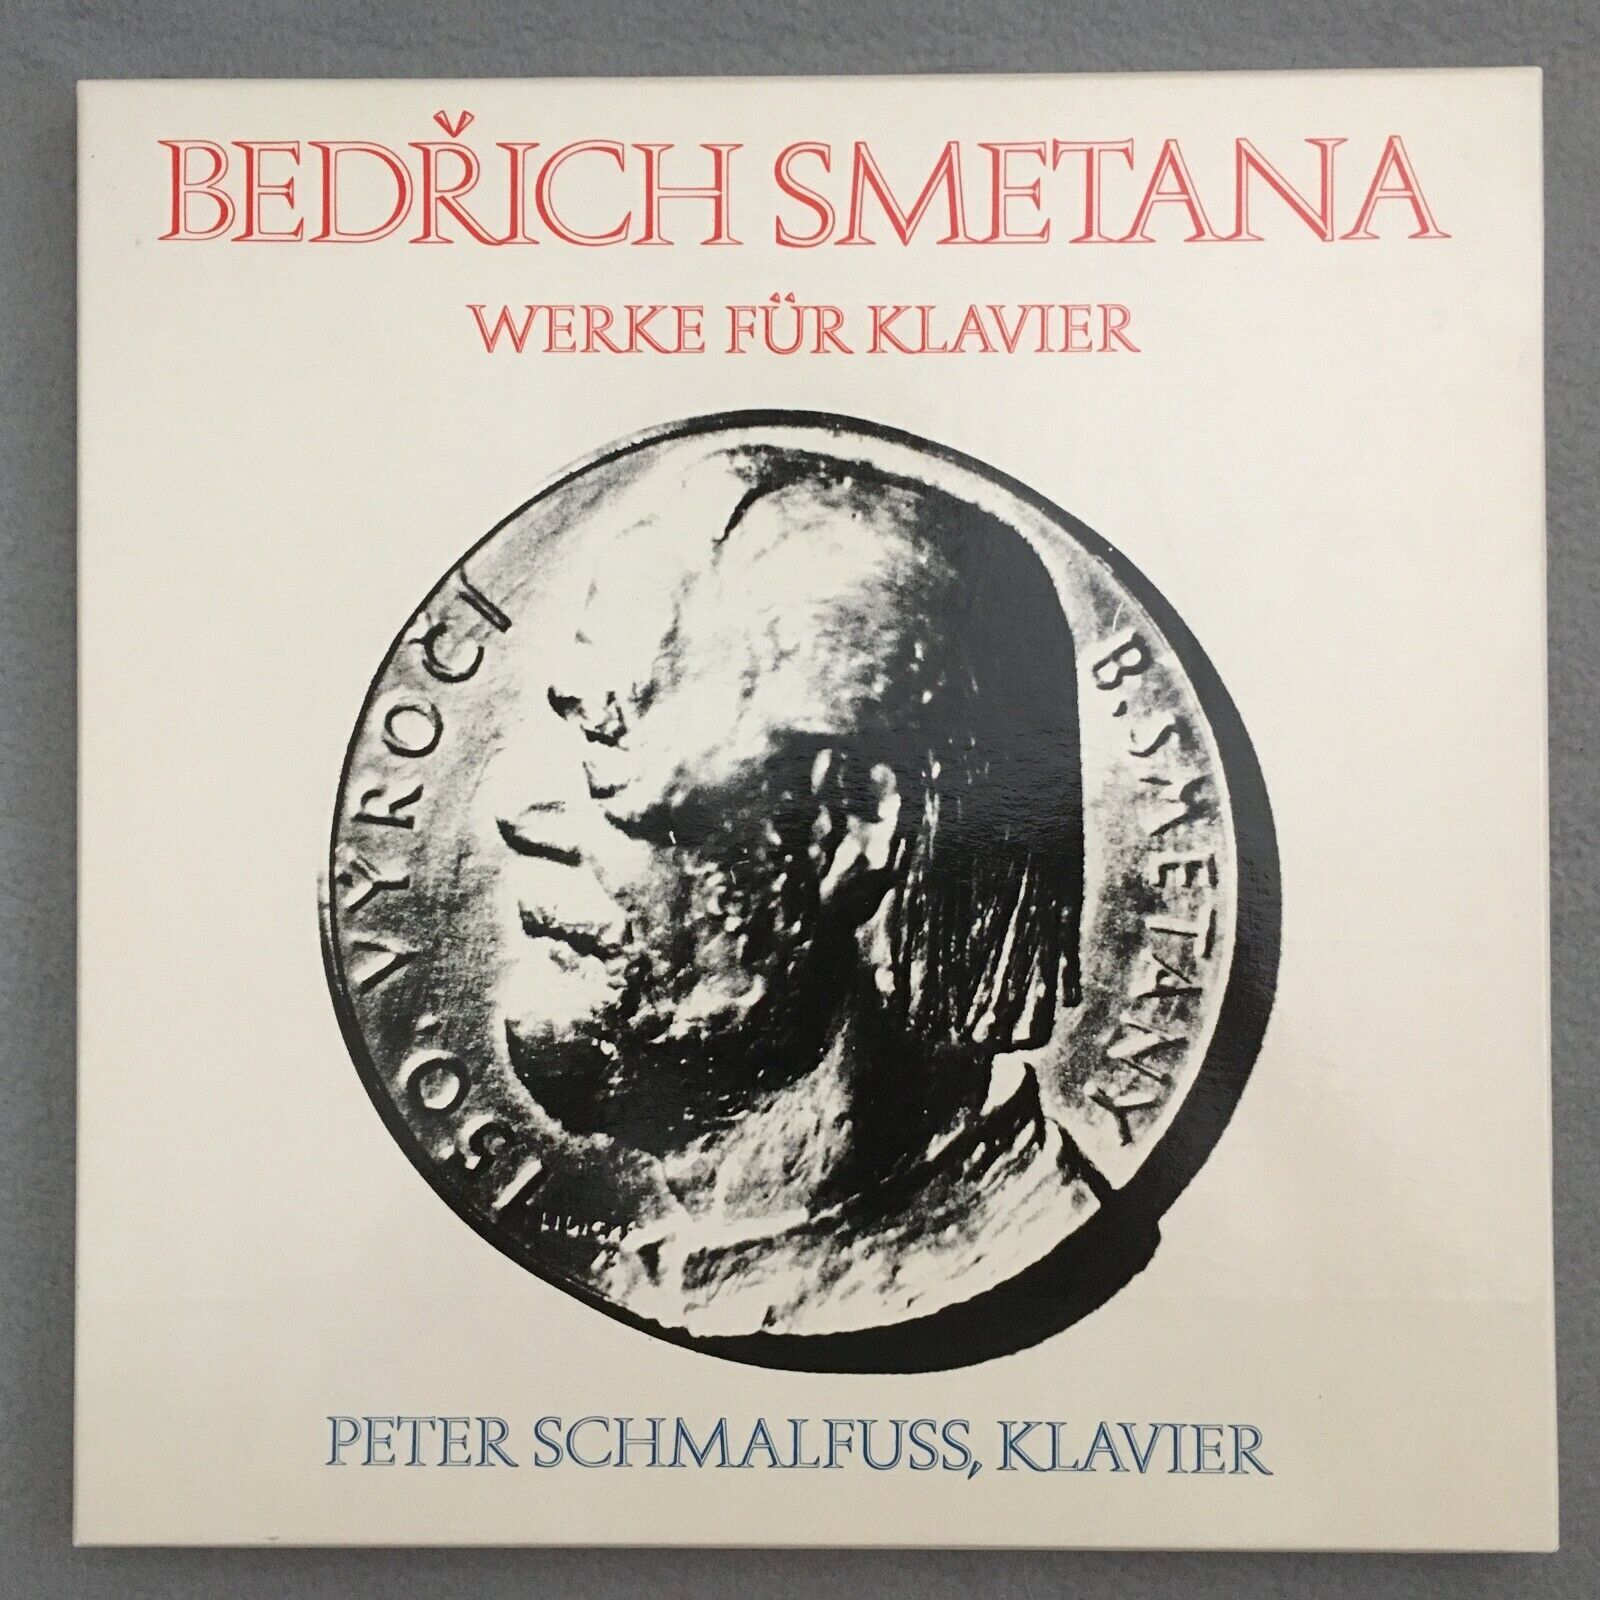 BEDŘICH SMETANA
WERKE FÜR KLAVIER
150. VÝROČÍ
B. SMETANY
PETER SCHMALFUSS, KLAVIER